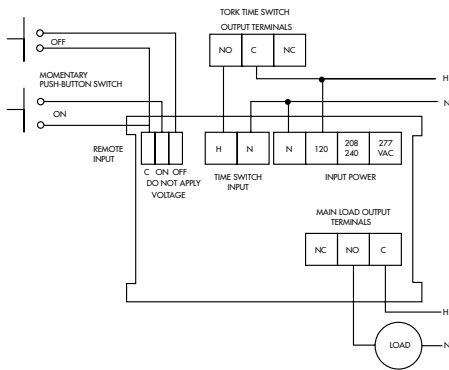 TORK TIME SWITCH
OUTPUT TERMINALS
NO C NC
OFF
H
MOMENTARY
PUSH-BUTTON SWITCH
N
ON
REMOTE
INPUT
H N
N 120 208
240 277
VAC
C ON OFF
DO NOT APPLY
VOLTAGE
TIME SWITCH
INPUT
INPUT POWER
MAIN LOAD OUTPUT
TERMINALS
NC NO C
H
LOAD
N